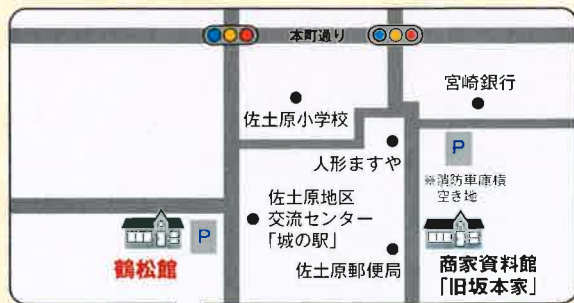 本町通り
宮崎銀行
佐土原小学校
P
人形ますや
※消防車庫横
空き地
佐土原地区
交流センター
「城の駅」
P
鶴松館
佐土原郵便局
商家資料館
「旧坂本家」